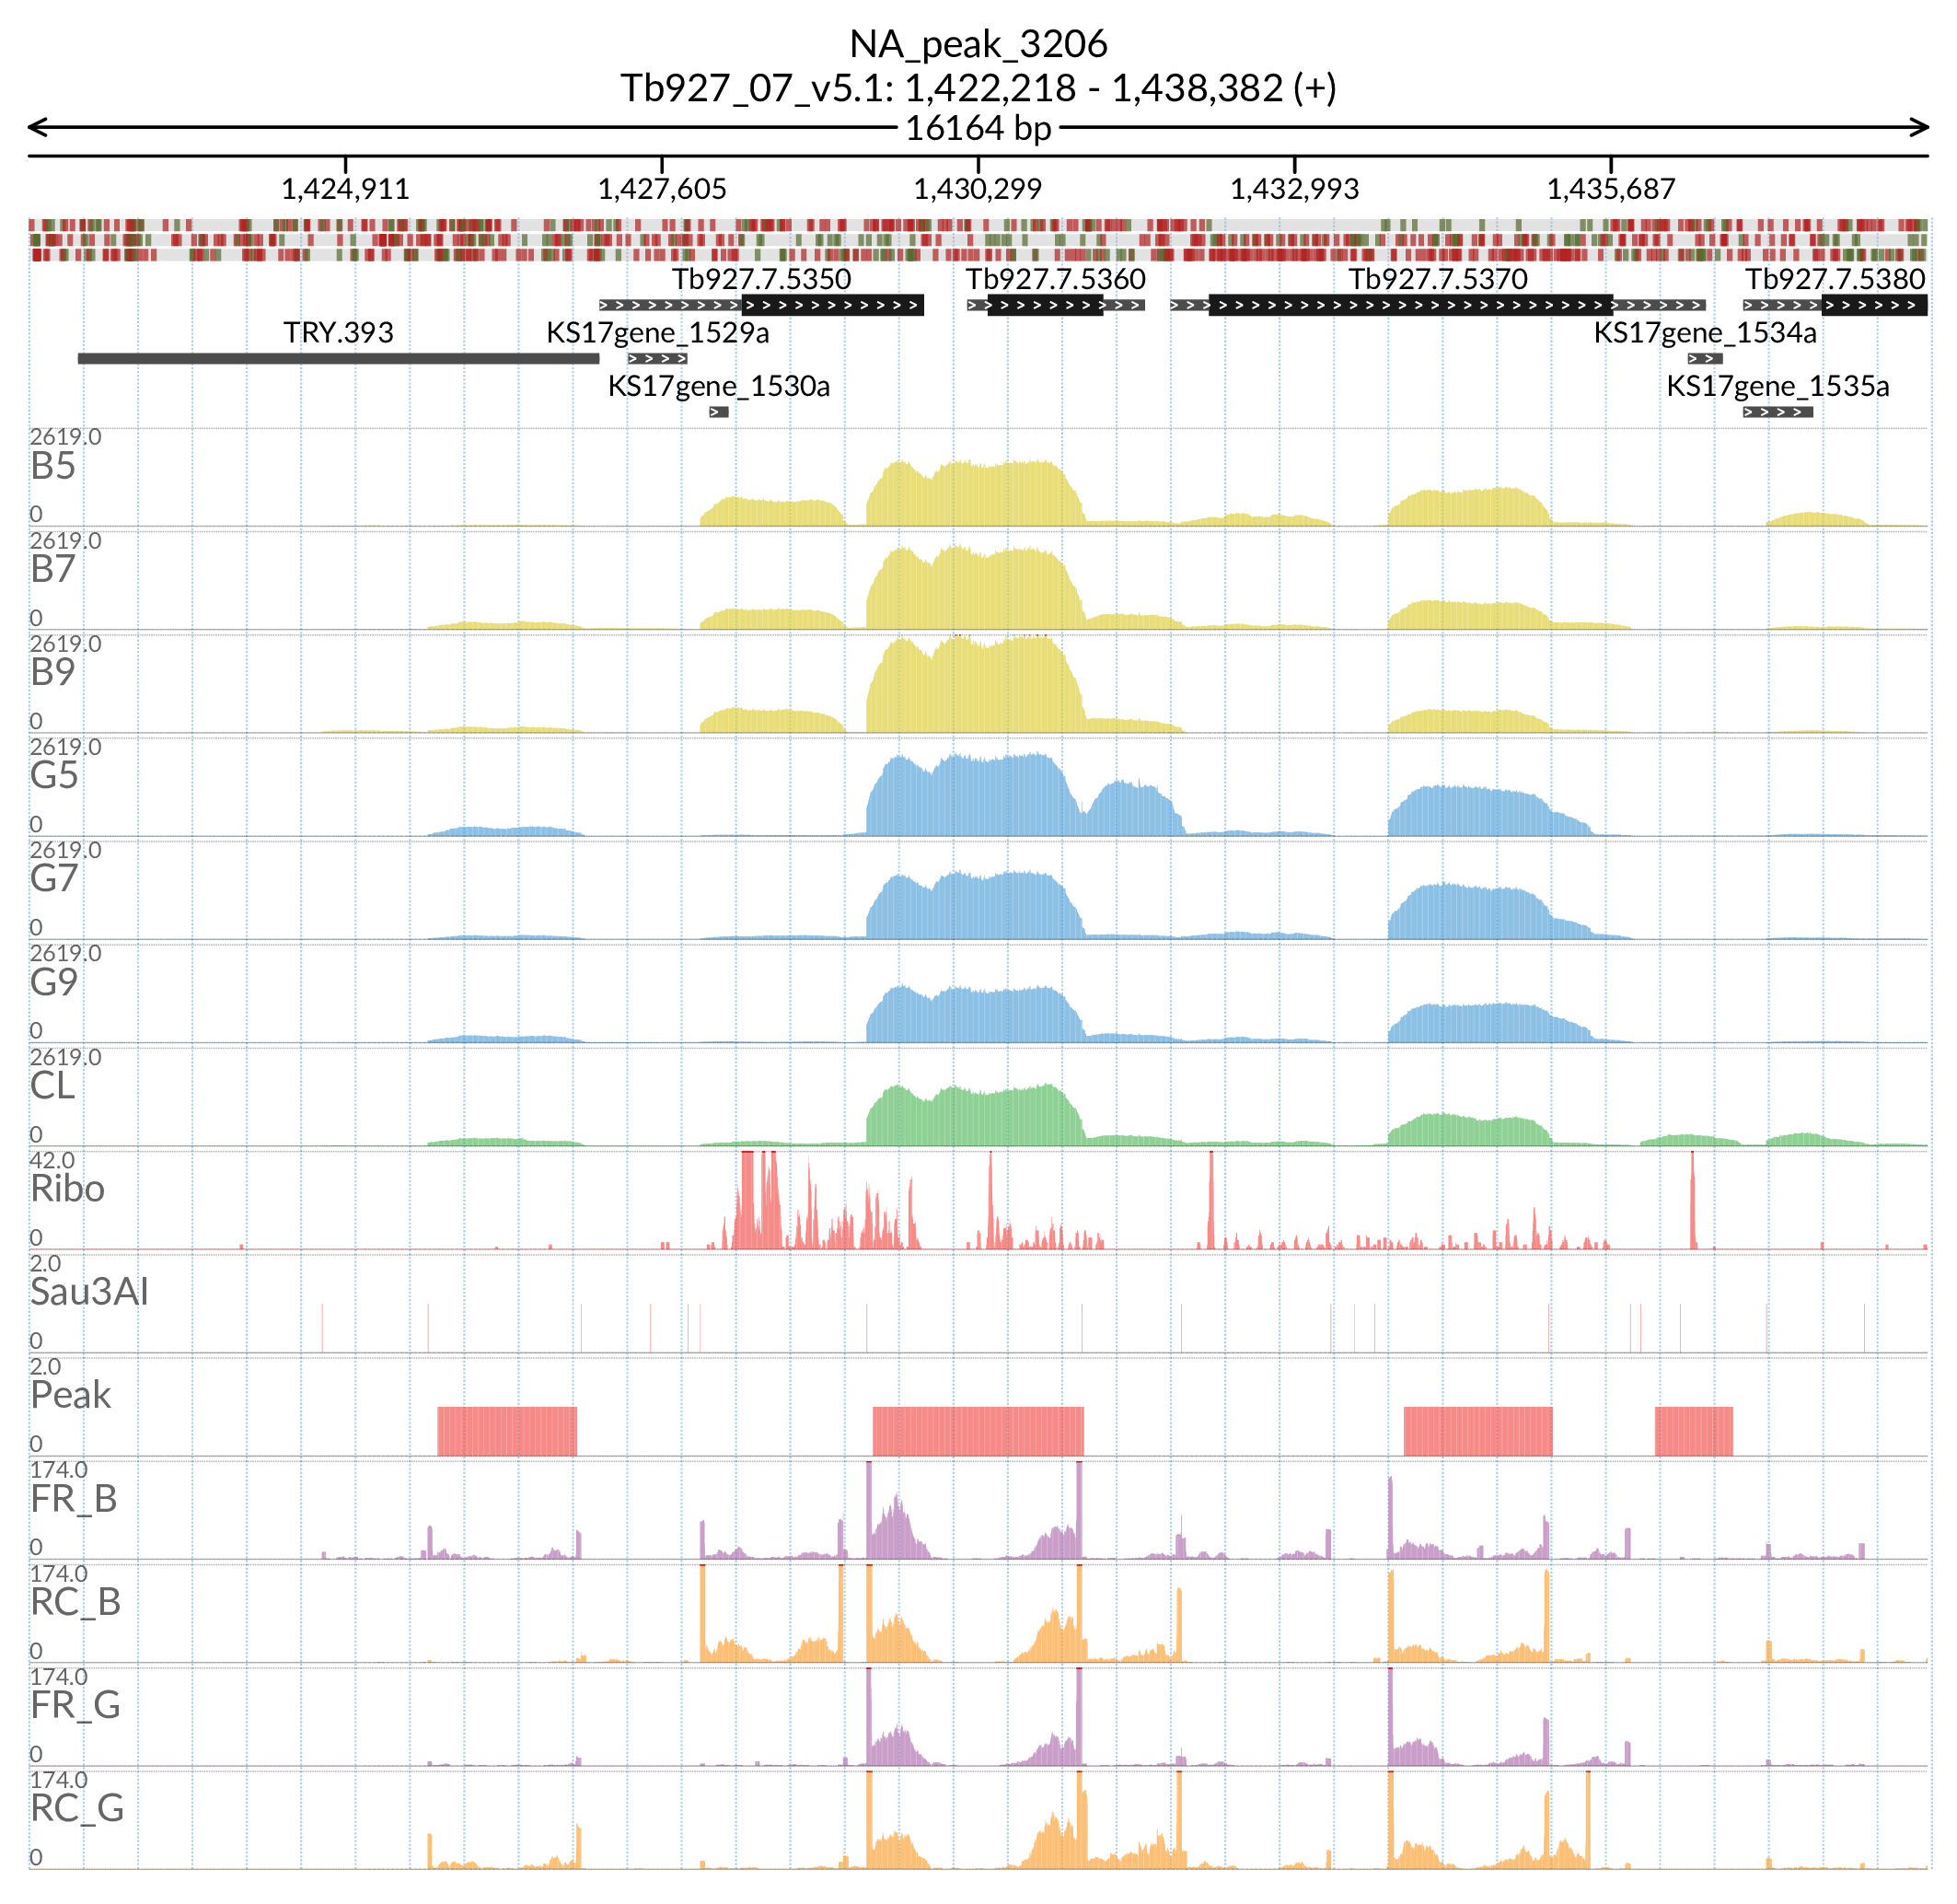 NA_peak_3206
Tb927_07_v5.1: 1,422,218 - 1,438,382 (+)
16164 bp
1,424,911 1,427,605 1,430,299 1,432,993 1,435,687
Tb927.7.5350 Tb927.7.5360 Tb927.7.5370 Tb927.7.5380
TRY.393 KS17gene_1529a KS17gene_1534a
KS17gene_1530a KS17gene_1535a
2619.0
B5
0
2619.0
B7
0
2619.0
B9
0
2619.0
G5
0
2619.0
G7
0
2619.0
G9
0
2619.0
CL
0
42.0
Ribo
0
2.0
Sau3AI
0
2.0
Peak
0
174.0
FR_B
0
174.0
RC_B
0
174.0
FR_G
0
174.0
RC_G
0